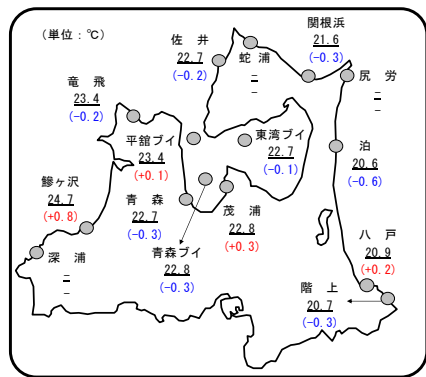 (単位：℃)
関根浜
21.6
(-0.3)
佐井
22.7
(-0.2)
蛇浦
－
－
尻労
－
－
竜飛
23.4
(-0.2)
平舘ブイ
23.4
(+0.1)
東湾ブイ
22.7
(-0.1)
泊
20.6
(-0.6)
鰺ヶ沢
24.7
(+0.8)
青森
22.7
(-0.3)
茂浦
22.8
(+0.3)
青森ブイ
22.8
(-0.3)
深浦
－
－
八戸
20.9
(+0.2)
階上
20.7
(-0.3)